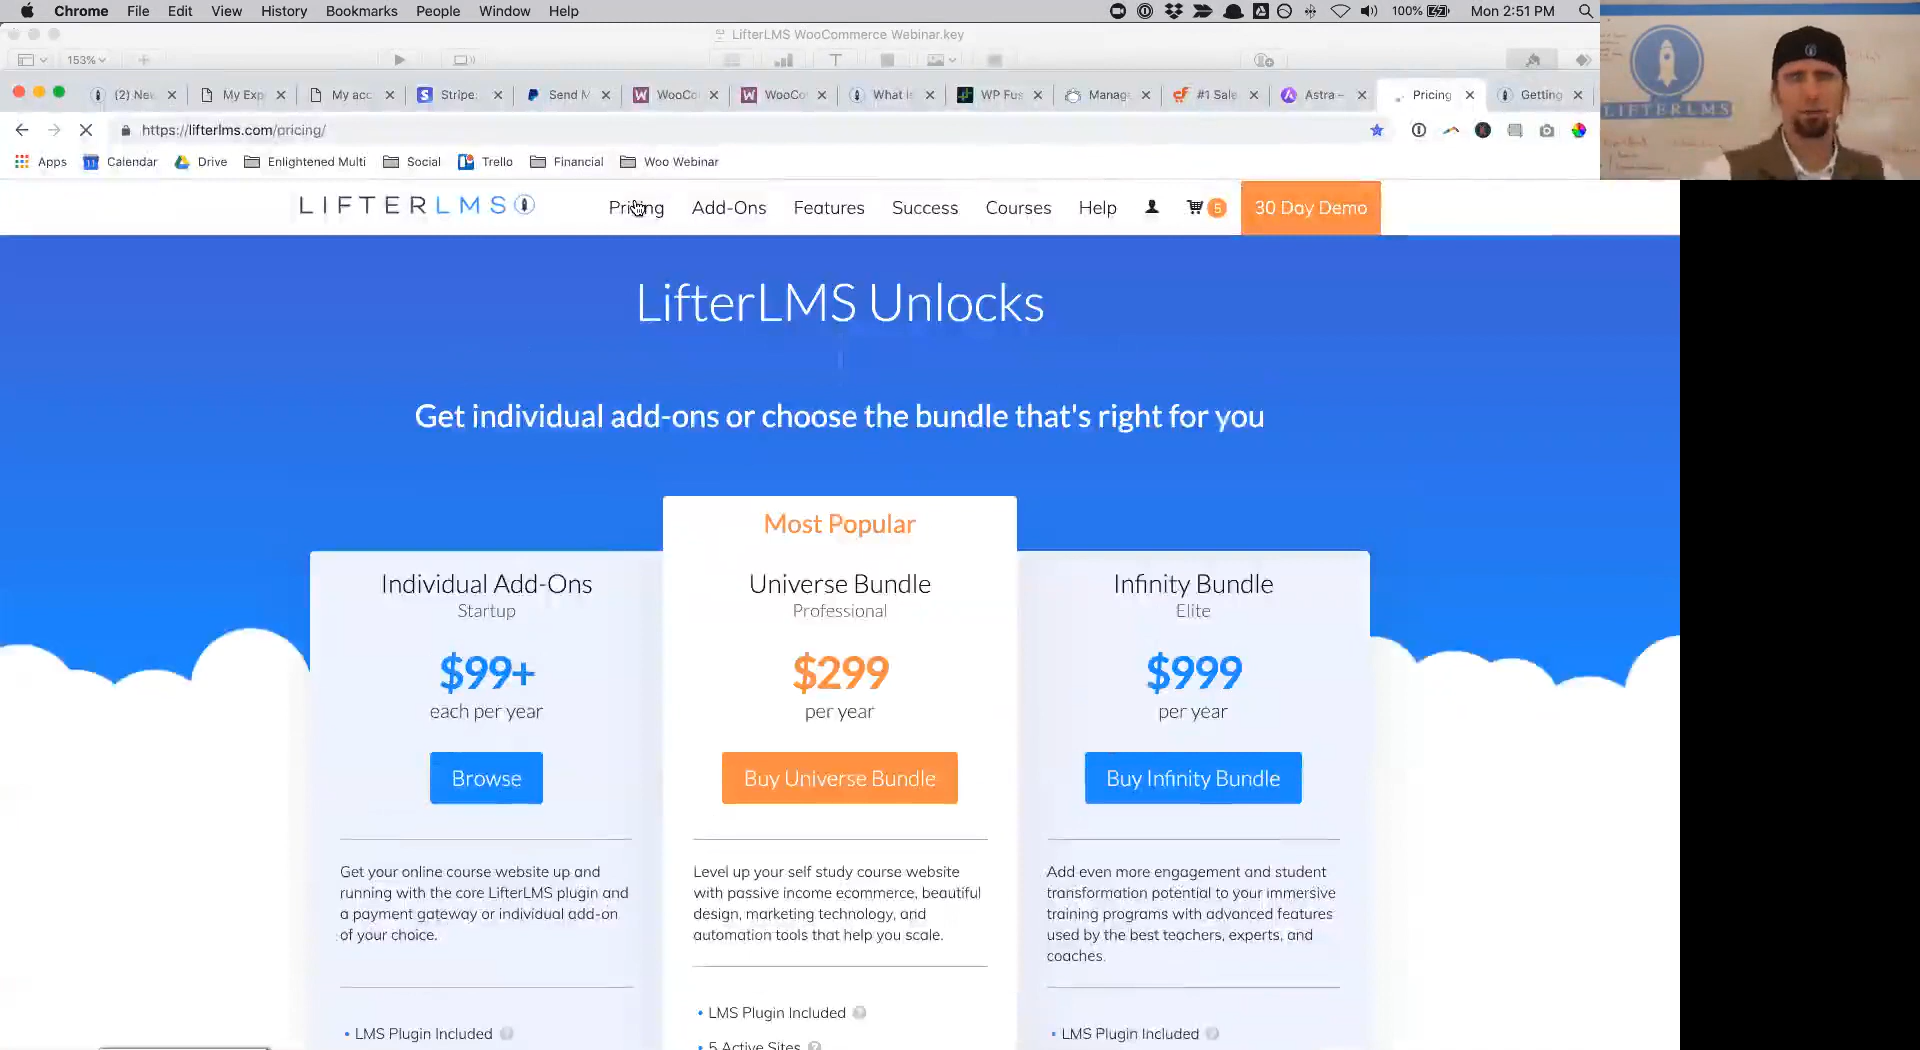 Chrome File Edit View History Bookmarks People Window Help 100% Mon 2:51 PM
LifterLMS WooCommerce Webinar.key
153%
(2) Ne My Exp My acc Stripe: Send M WooCo WooCo What i WP Fus Manag #1 Sale Astra – Pricing Getting
https://lifterlms.com/pricing/
Apps Calendar Drive Enlightened Multi Social Trello Financial Woo Webinar
LIFTERLMS
LIFTERLMS Pricing Add-Ons Features Success Courses Help 5 30 Day Demo
LifterLMS Unlocks
Get individual add-ons or choose the bundle that's right for you
Most Popular
Individual Add-Ons
Startup
$99+
each per year
Browse
Get your online course website up and
running with the core LifterLMS plugin and
a payment gateway or individual add-on
of your choice.
• LMS Plugin Included ?
Universe Bundle
Professional
$299
per year
Buy Universe Bundle
Level up your self study course website
with passive income ecommerce, beautiful
design, marketing technology, and
automation tools that help you scale.
• LMS Plugin Included ?
• 5 Active Sites ?
Infinity Bundle
Elite
$999
per year
Buy Infinity Bundle
Add even more engagement and student
transformation potential to your immersive
training programs with advanced features
used by the best teachers, experts, and
coaches.
• LMS Plugin Included ?